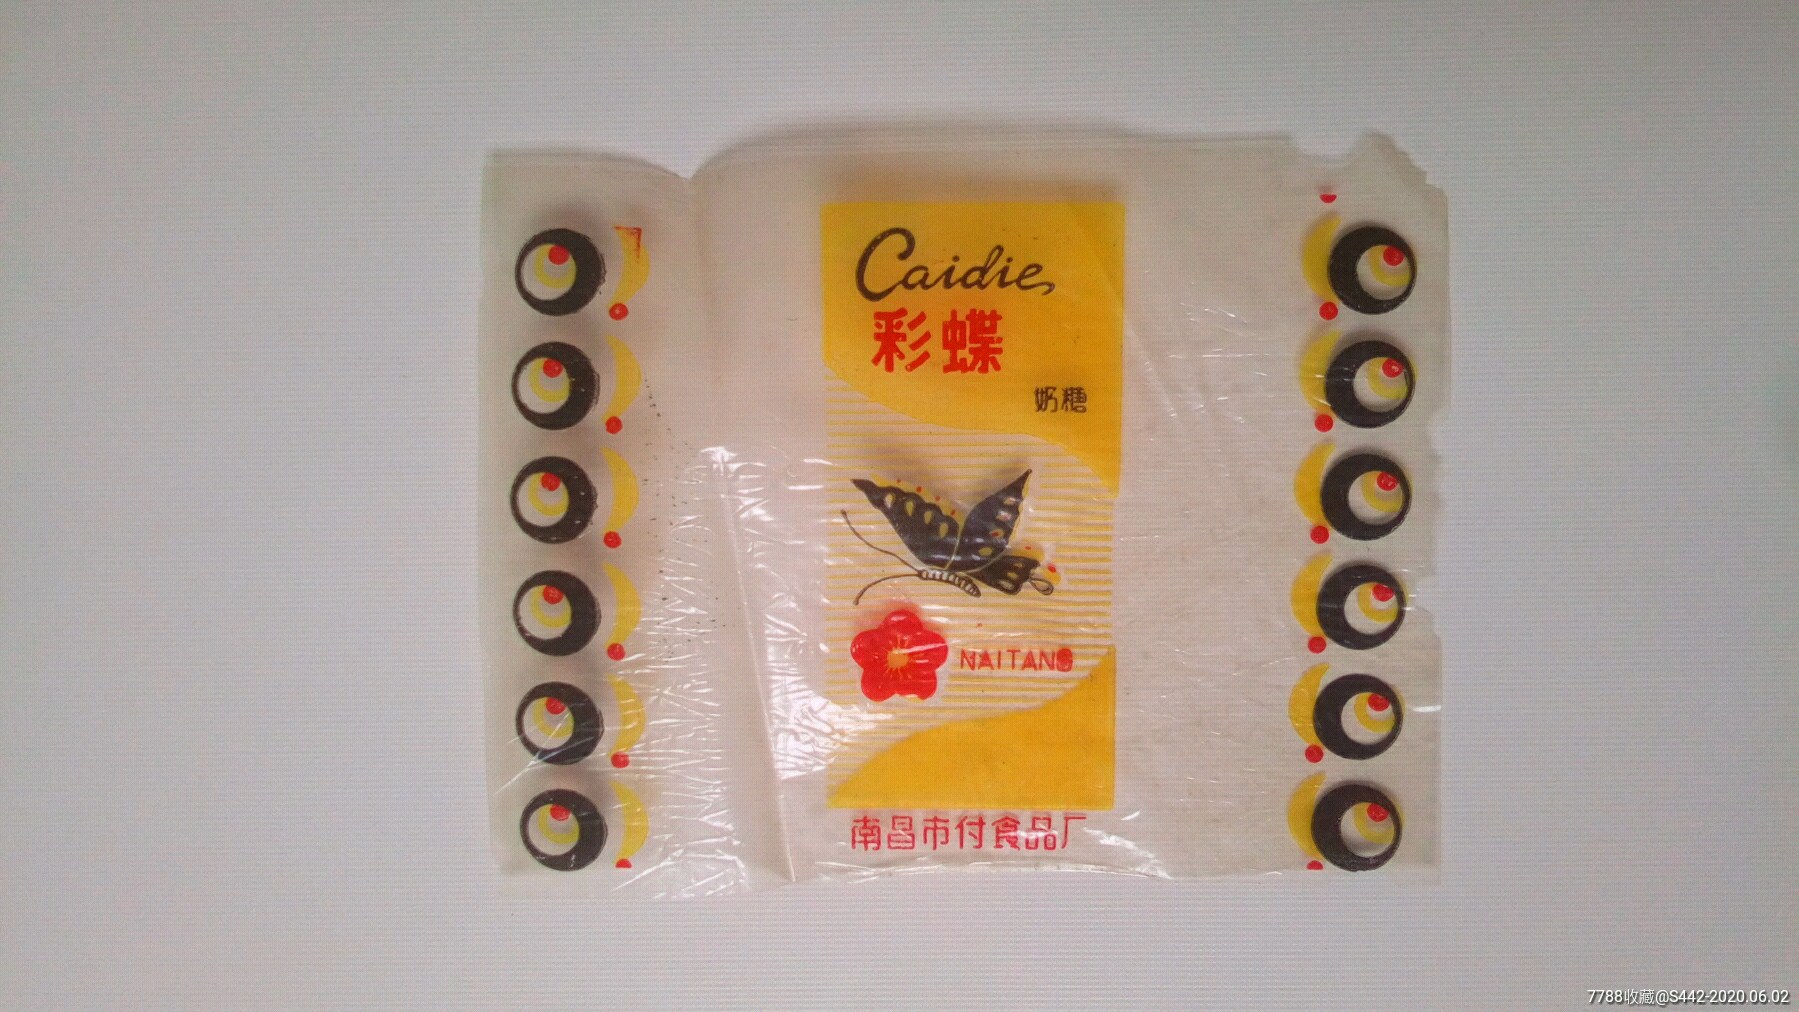 Caidie
彩蝶
奶糖
NAITANG
南昌市付食品厂
7788收藏@S442-2020.06.02